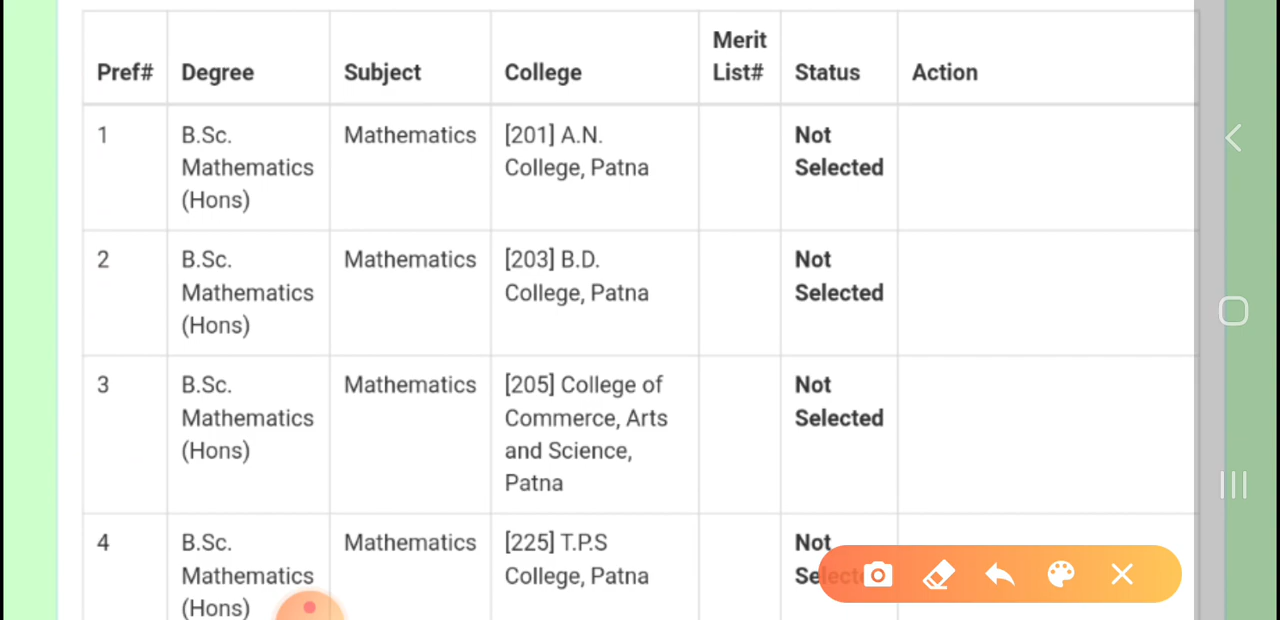 Pref# Degree Subject College Merit List# Status Action
1 B.Sc. Mathematics (Hons) Mathematics [201] A.N. College, Patna Not Selected
2 B.Sc. Mathematics (Hons) Mathematics [203] B.D. College, Patna Not Selected
3 B.Sc. Mathematics (Hons) Mathematics [205] College of Commerce, Arts and Science, Patna Not Selected
4 B.Sc. Mathematics (Hons) Mathematics [225] T.P.S College, Patna Not